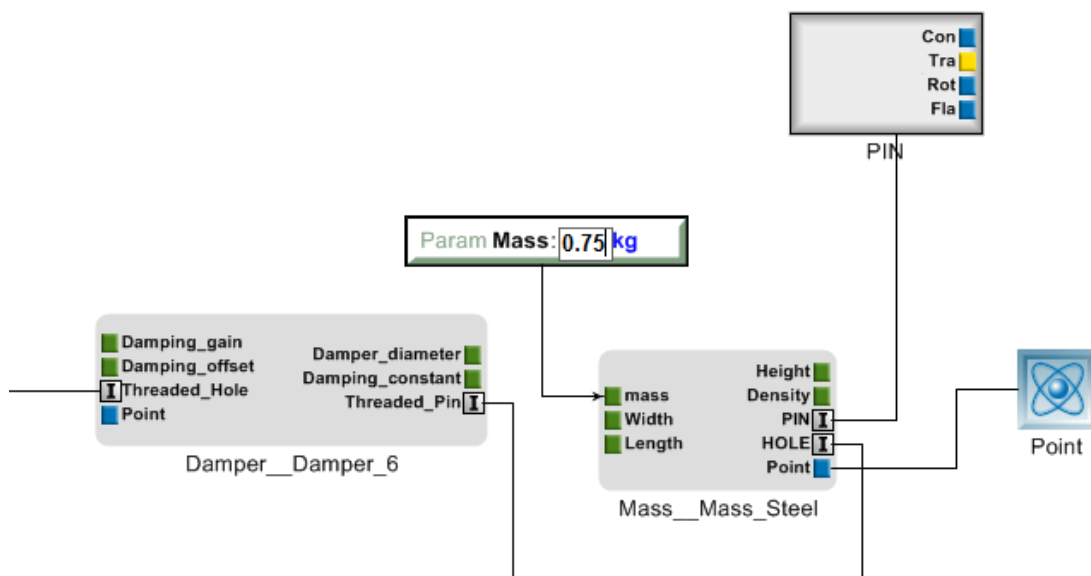 Con
Tra
Rot
Fla
PIN
Param Mass: 0.75 kg
Damping_gain
Damping_offset
Threaded_Hole
Point
Damper_diameter
Damping_constant
Threaded_Pin
Damper__Damper_6
mass
Width
Length
Height
Density
PIN
HOLE
Point
Mass__Mass_Steel
Point